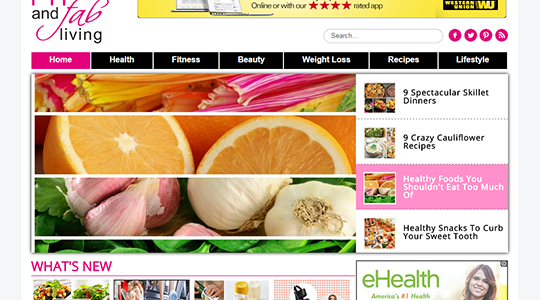 and fab
living
Online or with our ★★★★ rated app
WESTERN
UNION
WU
Search...
Home Health Fitness Beauty Weight Loss Recipes Lifestyle
9 Spectacular Skillet
Dinners
9 Crazy Cauliflower
Recipes
Healthy Foods You
Shouldn't Eat Too Much
Of
Healthy Snacks To Curb
Your Sweet Tooth
WHAT'S NEW
eHealth
America's #1 Health